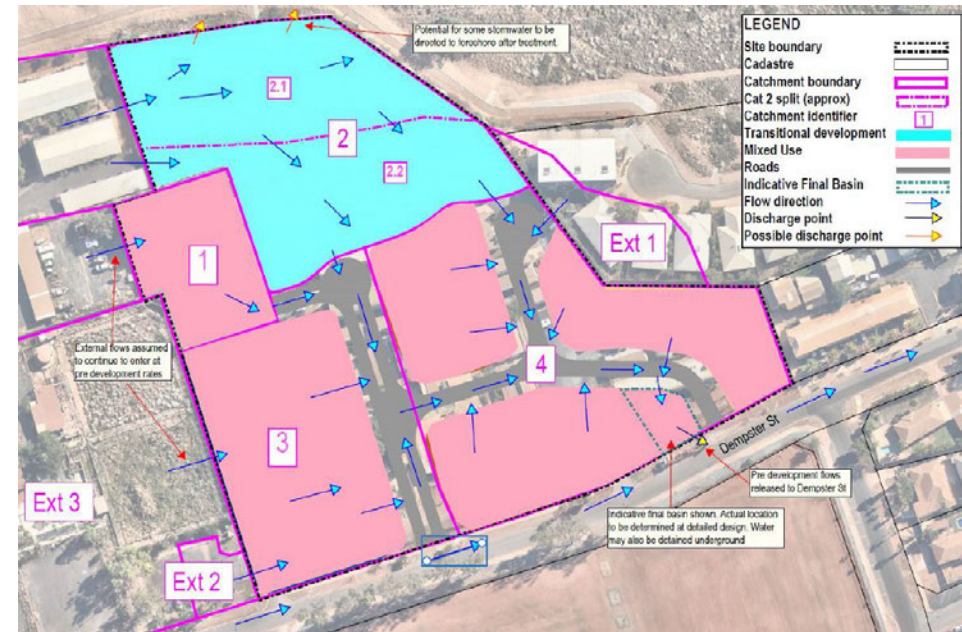 Potential for some stormwater to be
directed to foreshore after treatment.
LEGEND
Site boundary
Cadastre
Catchment boundary
Cat 2 split (approx)
Catchment identifier
1
Transitional development
Mixed Use
Roads
Indicative Final Basin
Flow direction
Discharge point
Possible discharge point
2.1
2
2.2
Ext 1
1
External flows assumed
to continue to enter at
pre development rates
4
3
Dempster St
Ext 3
Pre development flows
released to Dempster St
Indicative final basin shown. Actual location
to be determined at detailed design. Water
may also be detained underground
Ext 2